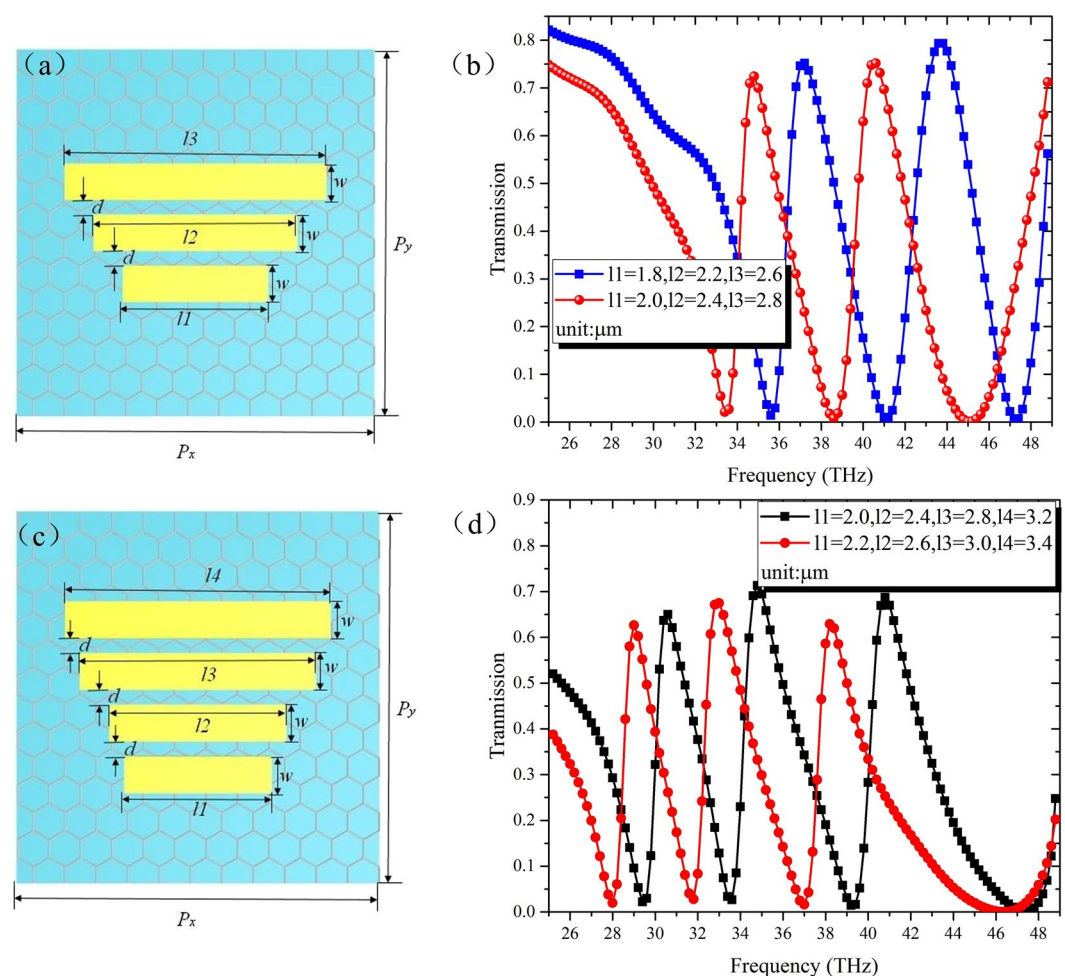 (a)
l3
w
d
l2
w
d
w
l1
Py
Px
(b)
0.8
0.7
0.6
0.5
0.4
0.3
0.2
0.1
0.0
Transmission
l1=1.8,l2=2.2,l3=2.6
l1=2.0,l2=2.4,l3=2.8
unit:μm
26 28 30 32 34 36 38 40 42 44 46 48
Frequency (THz)
(c)
l4
w
d
l3
w
d
l2
w
d
w
l1
Py
Px
(d)
0.9
0.8
0.7
0.6
0.5
0.4
0.3
0.2
0.1
0.0
Tranmission
l1=2.0,l2=2.4,l3=2.8,l4=3.2
l1=2.2,l2=2.6,l3=3.0,l4=3.4
unit:μm
26 28 30 32 34 36 38 40 42 44 46 48
Frequency (THz)